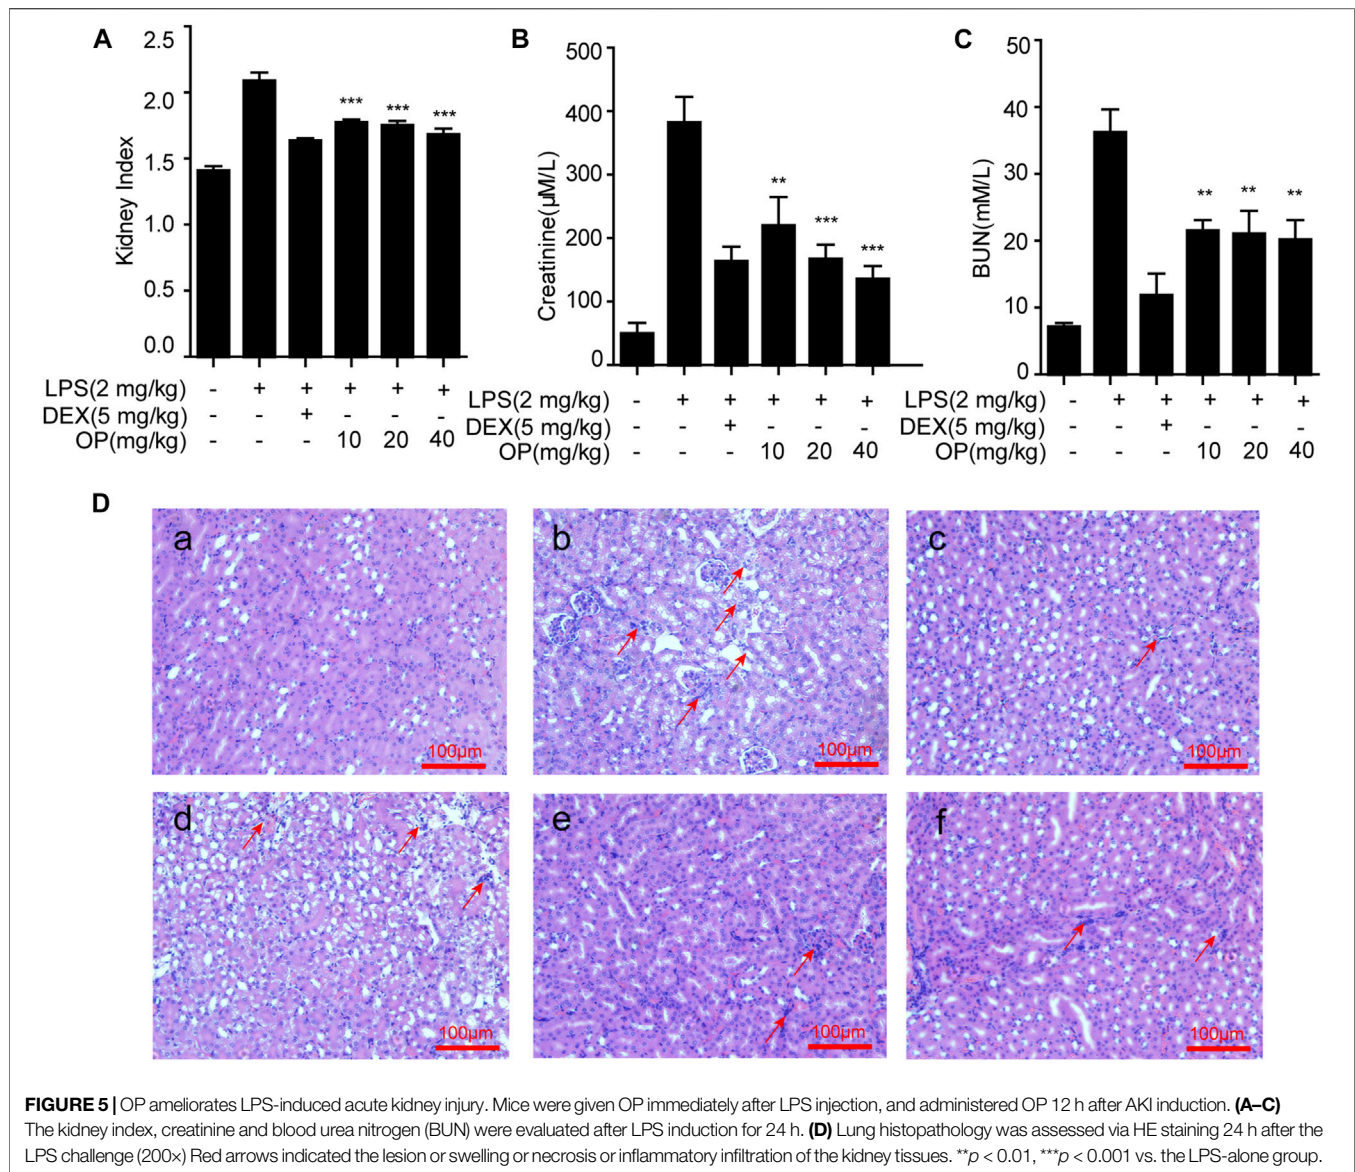 A
2.5
2.0
1.5
1.0
0.5
0.0
Kidney Index
*** *** ***
LPS(2 mg/kg) - + + + + +
DEX(5 mg/kg) - - + - - -
OP(mg/kg) - - - 10 20 40
B
500
400
300
200
100
0
Creatinine(µM/L)
** *** ***
LPS(2 mg/kg) - + + + + +
DEX(5 mg/kg) - - + - - -
OP(mg/kg) - - - 10 20 40
C
50
40
30
20
10
0
BUN(mM/L)
** ** **
LPS(2 mg/kg) - + + + + +
DEX(5 mg/kg) - - + - - -
OP(mg/kg) - - - 10 20 40
D
a
100µm
b
100µm
c
100µm
d
100µm
e
100µm
f
100µm
FIGURE 5 | OP ameliorates LPS-induced acute kidney injury. Mice were given OP immediately after LPS injection, and administered OP 12 h after AKI induction. (A–C)
The kidney index, creatinine and blood urea nitrogen (BUN) were evaluated after LPS induction for 24 h. (D) Lung histopathology was assessed via HE staining 24 h after the
LPS challenge (200×) Red arrows indicated the lesion or swelling or necrosis or inflammatory infiltration of the kidney tissues. **p < 0.01, ***p < 0.001 vs. the LPS-alone group.